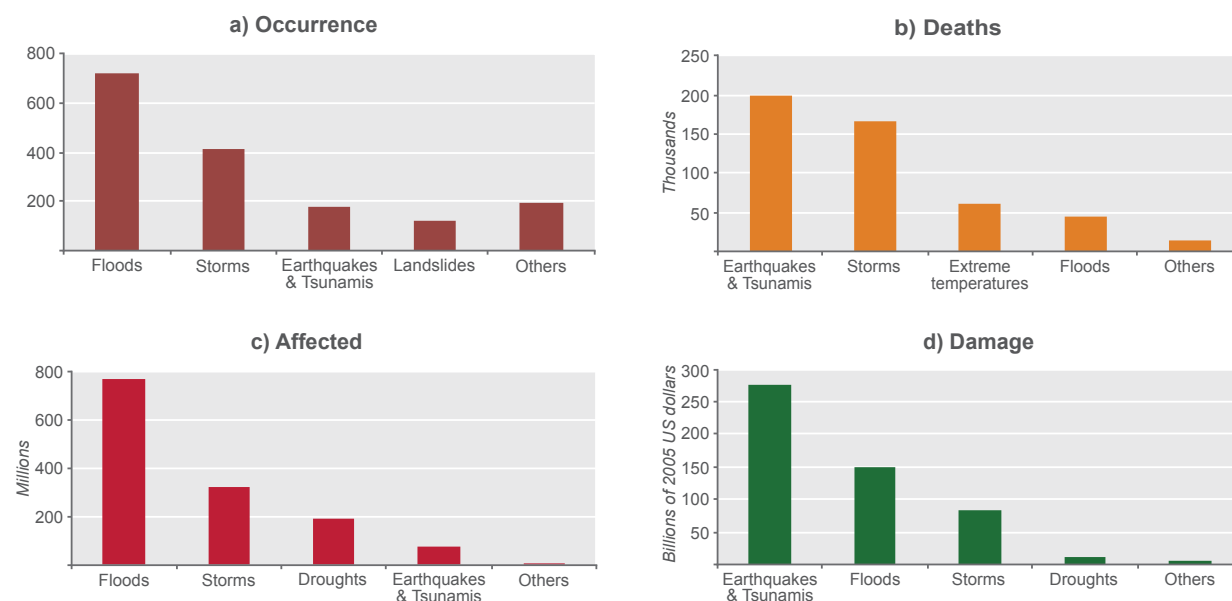 a) Occurrence
800
600
400
200
Floods
Storms
Earthquakes
& Tsunamis
Landslides
Others
b) Deaths
Thousands
250
200
150
100
50
Earthquakes
& Tsunamis
Storms
Extreme
temperatures
Floods
Others
c) Affected
Millions
800
600
400
200
Floods
Storms
Droughts
Earthquakes
& Tsunamis
Others
d) Damage
Billions of 2005 US dollars
300
250
200
150
100
50
Earthquakes
& Tsunamis
Floods
Storms
Droughts
Others